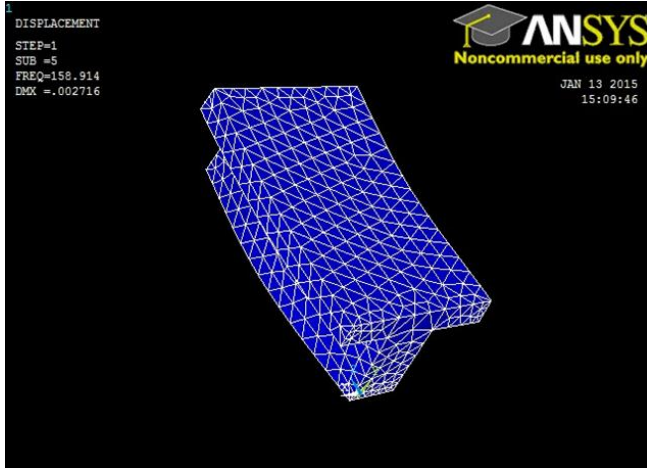 1
DISPLACEMENT
STEP=1
SUB =5
FREQ=158.914
DMX =.002716
ANSYS
Noncommercial use only
JAN 13 2015
15:09:46